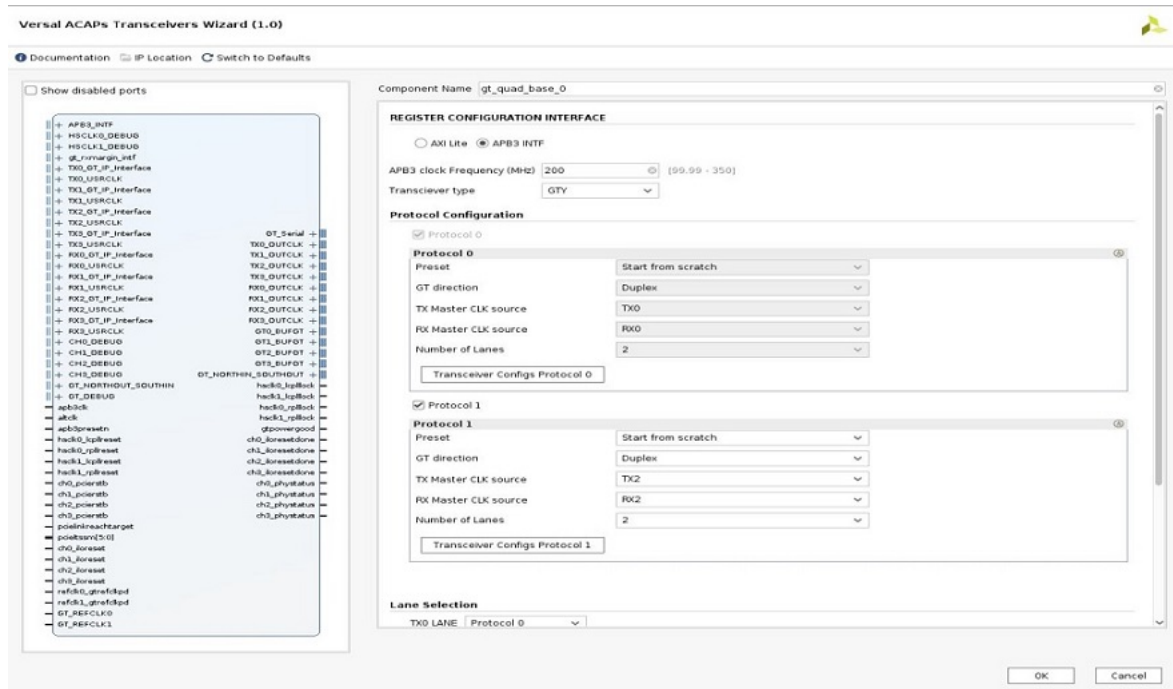 Versal ACAPs Transceivers Wizard (1.0)
Documentation IP Location Switch to Defaults
Show disabled ports
APB3_INTF
HSCLK0_DEBUG
HSCLK1_DEBUG
gt_rxmargin_intf
TX0_GT_IP_Interface
TX0_USRCLK
TX1_GT_IP_Interface
TX1_USRCLK
TX2_GT_IP_Interface
TX2_USRCLK
TX3_GT_IP_Interface
TX3_USRCLK
RX0_GT_IP_Interface
RX0_USRCLK
RX1_GT_IP_Interface
RX1_USRCLK
RX2_GT_IP_Interface
RX2_USRCLK
RX3_GT_IP_Interface
RX3_USRCLK
CH0_DEBUG
CH1_DEBUG
CH2_DEBUG
CH3_DEBUG
GT_NORTHOUT_SOUTHIN
GT_DEBUG
apb3clk
altclk
apb3presetn
hsclk0_lcpllreset
hsclk0_rpllreset
hsclk1_lcpllreset
hsclk1_rpllreset
ch0_pcierstb
ch1_pcierstb
ch2_pcierstb
ch3_pcierstb
pcielinkreachtarget
pcieltssm[5:0]
ch0_iloreset
ch1_iloreset
ch2_iloreset
ch3_iloreset
refclk0_gtrefclkpd
refclk1_gtrefclkpd
GT_REFCLK0
GT_REFCLK1
GT_Serial
TX0_OUTCLK
TX1_OUTCLK
TX2_OUTCLK
TX3_OUTCLK
RX0_OUTCLK
RX1_OUTCLK
RX2_OUTCLK
RX3_OUTCLK
GT0_BUFGT
GT1_BUFGT
GT2_BUFGT
GT3_BUFGT
GT_NORTHIN_SOUTHOUT
hsclk0_lcplllock
hsclk1_lcplllock
hsclk0_rplllock
hsclk1_rplllock
gtpowergood
ch0_iloresetdone
ch1_iloresetdone
ch2_iloresetdone
ch3_iloresetdone
ch0_phystatus
ch1_phystatus
ch2_phystatus
ch3_phystatus
Component Name gt_quad_base_0
REGISTER CONFIGURATION INTERFACE
AXI Lite APB3 INTF
APB3 clock Frequency (MHz) 200 [99.99 - 350]
Transciever type GTY
Protocol Configuration
Protocol 0
Protocol 0
Preset Start from scratch
GT direction Duplex
TX Master CLK source TX0
RX Master CLK source RX0
Number of Lanes 2
Transceiver Configs Protocol 0
Protocol 1
Protocol 1
Preset Start from scratch
GT direction Duplex
TX Master CLK source TX2
RX Master CLK source RX2
Number of Lanes 2
Transceiver Configs Protocol 1
Lane Selection
TX0 LANE Protocol 0
OK Cancel